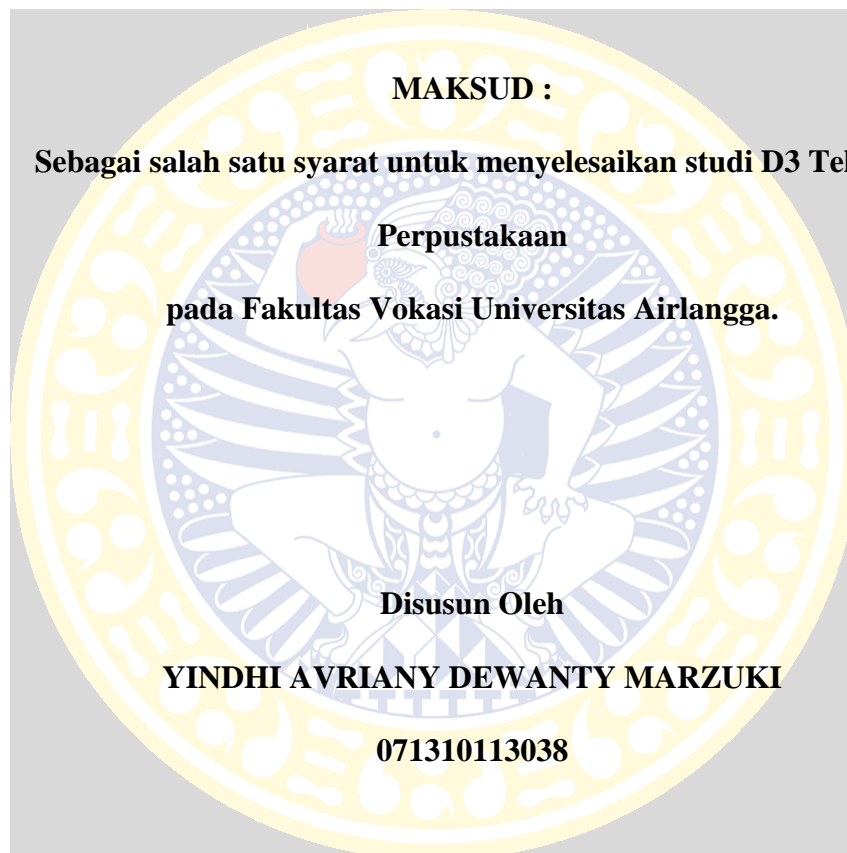 MAKSUD :
Sebagai salah satu syarat untuk menyelesaikan studi D3
Perpustakaan
pada Fakultas Vokasi Universitas Airlangga.
Disusun Oleh
YINDHI AVRIANY DEWANTY MARZUKI
071310113038